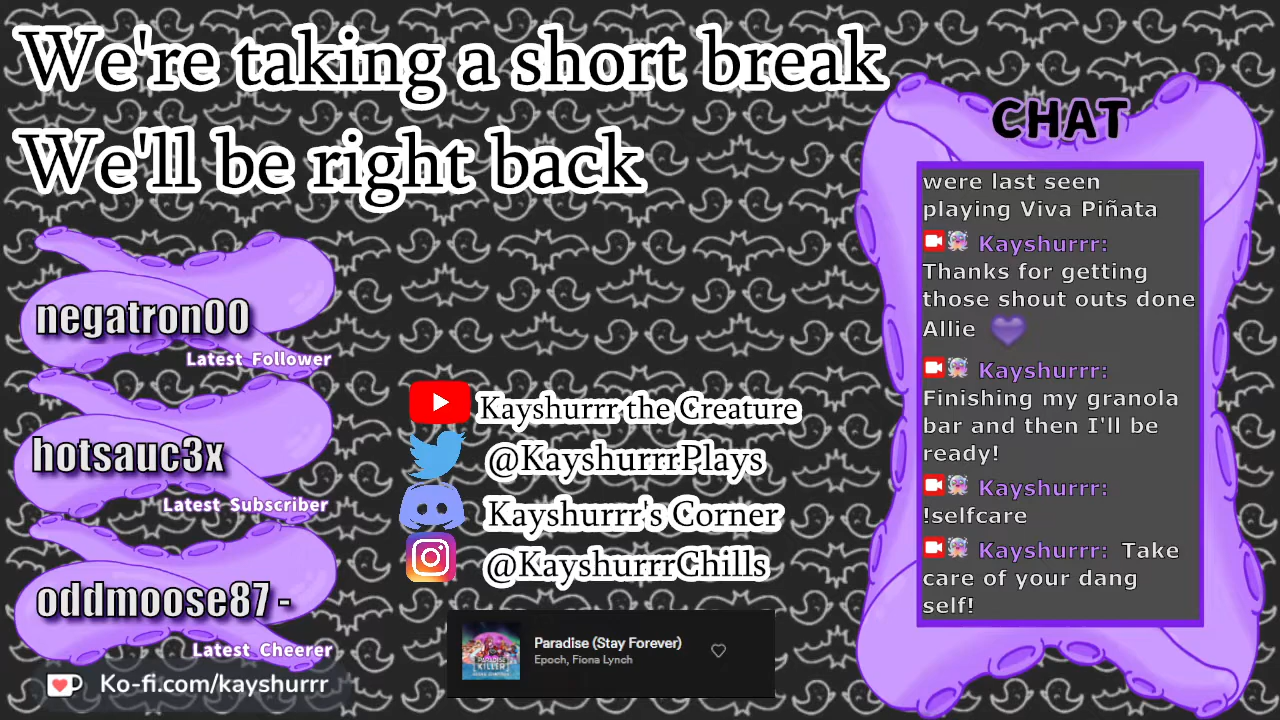 We're taking a short break
We'll be right back
negatron00
Latest Follower
hotsauc3x
Latest Subscriber
oddmoose87 -
Latest Cheerer
Ko-fi.com/kayshurrr
Kayshurrr the Creature
@KayshurrrPlays
Kayshurrr's Corner
@KayshurrrChills
Paradise (Stay Forever)
Epoch, Fiona Lynch
PARADISE
KILLER
CHAT
were last seen
playing Viva Piñata
Kayshurrr:
Thanks for getting
those shout outs done
Allie
Kayshurrr:
Finishing my granola
bar and then I'll be
ready!
Kayshurrr:
!selfcare
Kayshurrr: Take
care of your dang
self!